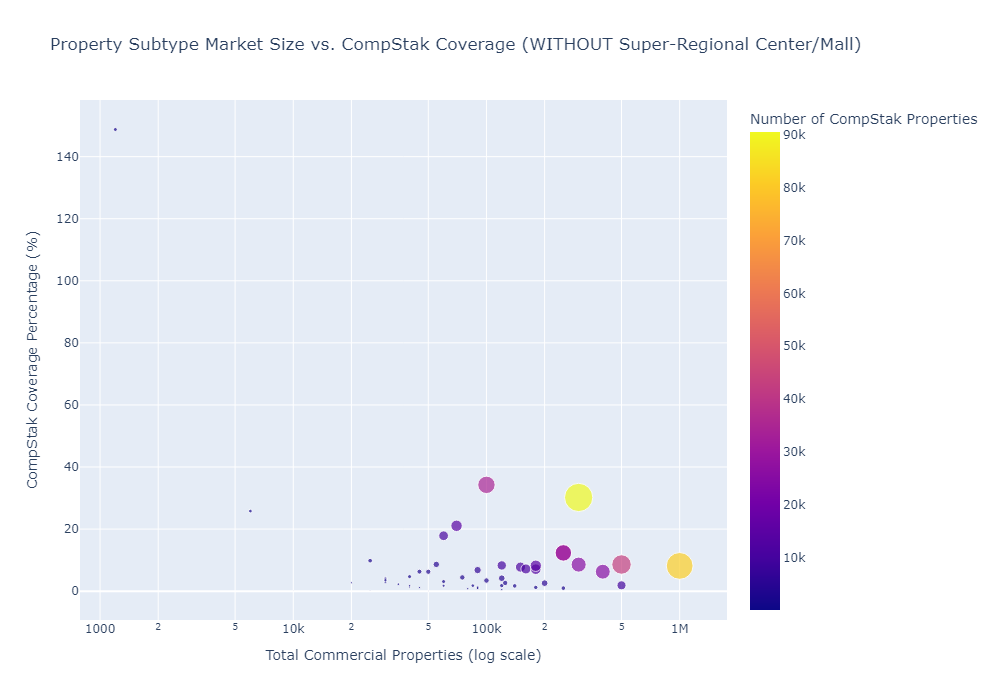 Property Subtype Market Size vs. CompStak Coverage (WITHOUT Super-Regional Center/Mall)
Number of CompStak Properties
90k
80k
70k
60k
50k
40k
30k
20k
10k
CompStak Coverage Percentage (%)
140
120
100
80
60
40
20
0
1000
2
5
10k
2
5
100k
2
5
1M
Total Commercial Properties (log scale)